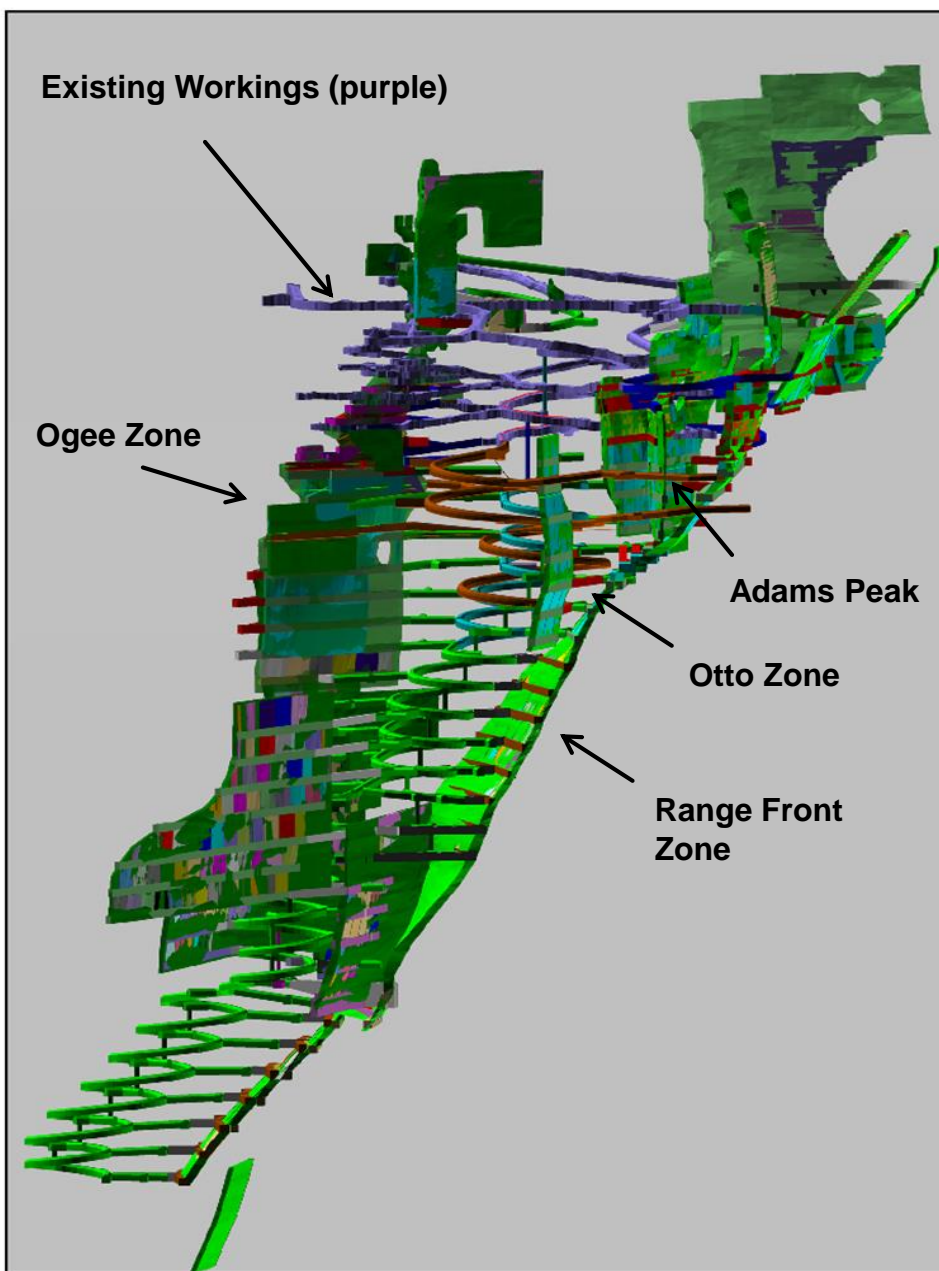 Existing Workings (purple)
Ogee Zone
Adams Peak
Otto Zone
Range Front
Zone